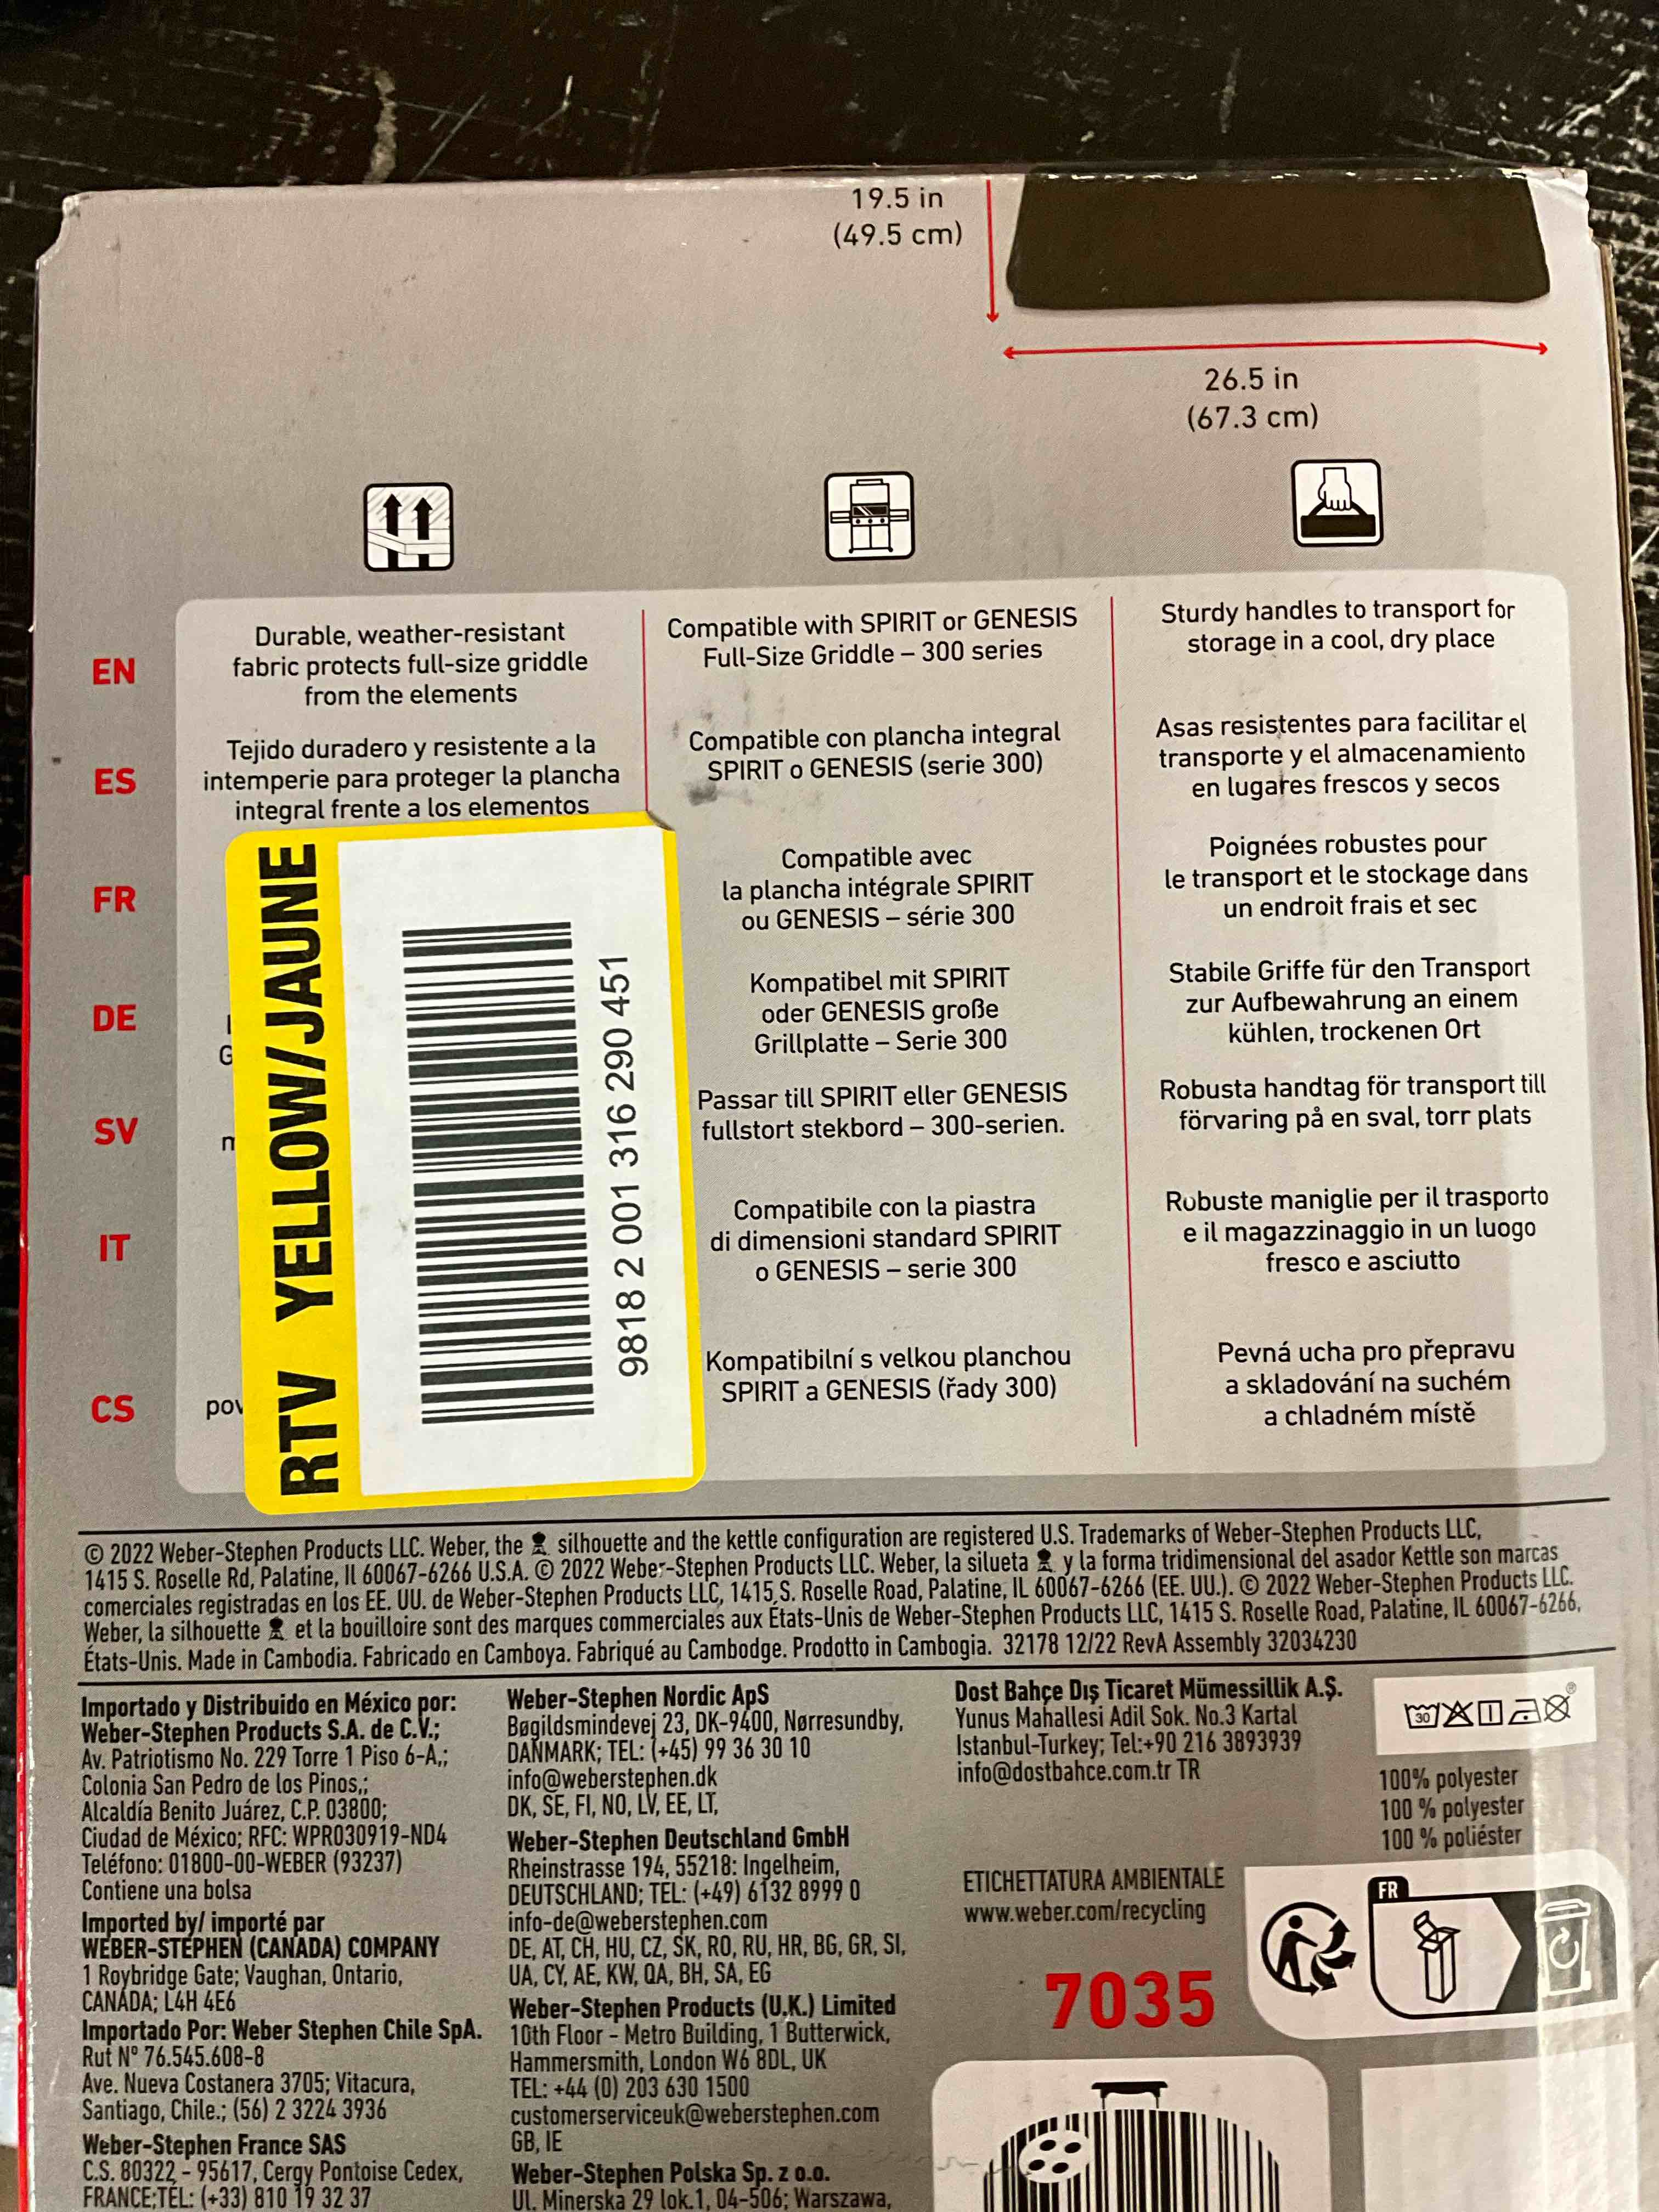 19.5 in
(49.5 cm)
26.5 in
(67.3 cm)
EN
Durable, weather-resistant
fabric protects full-size griddle
from the elements
Compatible with SPIRIT or GENESIS
Full-Size Griddle – 300 series
Sturdy handles to transport for
storage in a cool, dry place
ES
Tejido duradero y resistente a la
intemperie para proteger la plancha
integral frente a los elementos
Compatible con plancha integral
SPIRIT o GENESIS (serie 300)
Asas resistentes para facilitar el
transporte y el almacenamiento
en lugares frescos y secos
FR
Compatible avec
la plancha intégrale SPIRIT
ou GENESIS – série 300
Poignées robustes pour
le transport et le stockage dans
un endroit frais et sec
DE
G
Kompatibel mit SPIRIT
oder GENESIS große
Grillplatte – Serie 300
Stabile Griffe für den Transport
zur Aufbewahrung an einem
kühlen, trockenen Ort
SV
Passar till SPIRIT eller GENESIS
fullstort stekbord – 300-serien.
Robusta handtag för transport till
förvaring på en sval, torr plats
IT
Compatibile con la piastra
di dimensioni standard SPIRIT
o GENESIS – serie 300
Robuste maniglie per il trasporto
e il magazzinaggio in un luogo
fresco e asciutto
CS
pov
Kompatibilní s velkou planchou
SPIRIT a GENESIS (řady 300)
Pevná ucha pro přepravu
a skladování na suchém
a chladném místě
RTV YELLOW/JAUNE
9818 2 001 316 290 451
© 2022 Weber-Stephen Products LLC. Weber, the silhouette and the kettle configuration are registered U.S. Trademarks of Weber-Stephen Products LLC,
1415 S. Roselle Rd, Palatine, Il 60067-6266 U.S.A. © 2022 Weber-Stephen Products LLC. Weber, la silueta y la forma tridimensional del asador Kettle son marcas
comerciales registradas en los EE. UU. de Weber-Stephen Products LLC, 1415 S. Roselle Road, Palatine, IL 60067-6266 (EE. UU.). © 2022 Weber-Stephen Products LLC.
Weber, la silhouette et la bouilloire sont des marques commerciales aux États-Unis de Weber-Stephen Products LLC, 1415 S. Roselle Road, Palatine, IL 60067-6266,
États-Unis. Made in Cambodia. Fabricado en Camboya. Fabriqué au Cambodge. Prodotto in Cambogia. 32178 12/22 RevA Assembly 32034230
Importado y Distribuido en México por:
Weber-Stephen Products S.A. de C.V.;
Av. Patriotismo No. 229 Torre 1 Piso 6-A,;
Colonia San Pedro de los Pinos,;
Alcaldía Benito Juárez, C.P. 03800;
Ciudad de México; RFC: WPR030919-ND4
Teléfono: 01800-00-WEBER (93237)
Contiene una bolsa
Imported by/ importé par
WEBER-STEPHEN (CANADA) COMPANY
1 Roybridge Gate; Vaughan, Ontario,
CANADA; L4H 4E6
Importado Por: Weber Stephen Chile SpA.
Rut Nº 76.545.608-8
Ave. Nueva Costanera 3705; Vitacura,
Santiago, Chile.; (56) 2 3224 3936
Weber-Stephen France SAS
C.S. 80322 - 95617, Cergy Pontoise Cedex,
FRANCE;TÉL: (+33) 810 19 32 37
Weber-Stephen Nordic ApS
Bøgildsmindevej 23, DK-9400, Nørresundby,
DANMARK; TEL: (+45) 99 36 30 10
info@weberstephen.dk
DK, SE, FI, NO, LV, EE, LT,
Weber-Stephen Deutschland GmbH
Rheinstrasse 194, 55218: Ingelheim,
DEUTSCHLAND; TEL: (+49) 6132 8999 0
info-de@weberstephen.com
DE, AT, CH, HU, CZ, SK, RO, RU, HR, BG, GR, SI,
UA, CY, AE, KW, QA, BH, SA, EG
Weber-Stephen Products (U.K.) Limited
10th Floor - Metro Building, 1 Butterwick,
Hammersmith, London W6 8DL, UK
TEL: +44 (0) 203 630 1500
customerserviceuk@weberstephen.com
GB, IE
Weber-Stephen Polska Sp. z o.o.
Ul. Minerska 29 lok.1, 04-506; Warszawa,
Dost Bahçe Dış Ticaret Mümessillik A.Ş.
Yunus Mahallesi Adil Sok. No.3 Kartal
Istanbul-Turkey; Tel:+90 216 3893939
info@dostbahce.com.tr TR
30
100% polyester
100 % polyester
100 % poliéster
ETICHETTATURA AMBIENTALE
www.weber.com/recycling
FR
7035